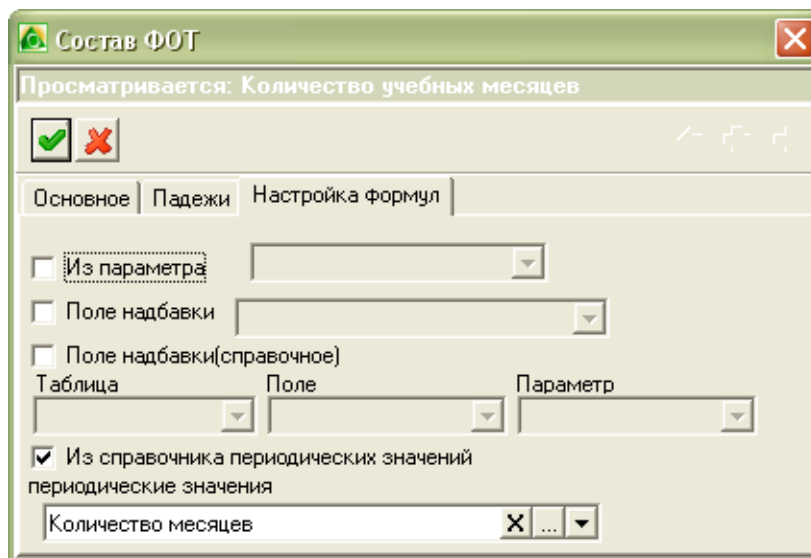 Состав ФОТ
Просматривается: Количество учебных месяцев
Основное Падежи Настройка формул
Из параметра
Поле надбавки
Поле надбавки(справочное)
Таблица Поле Параметр
Из справочника периодических значений
периодические значения
Количество месяцев X ...